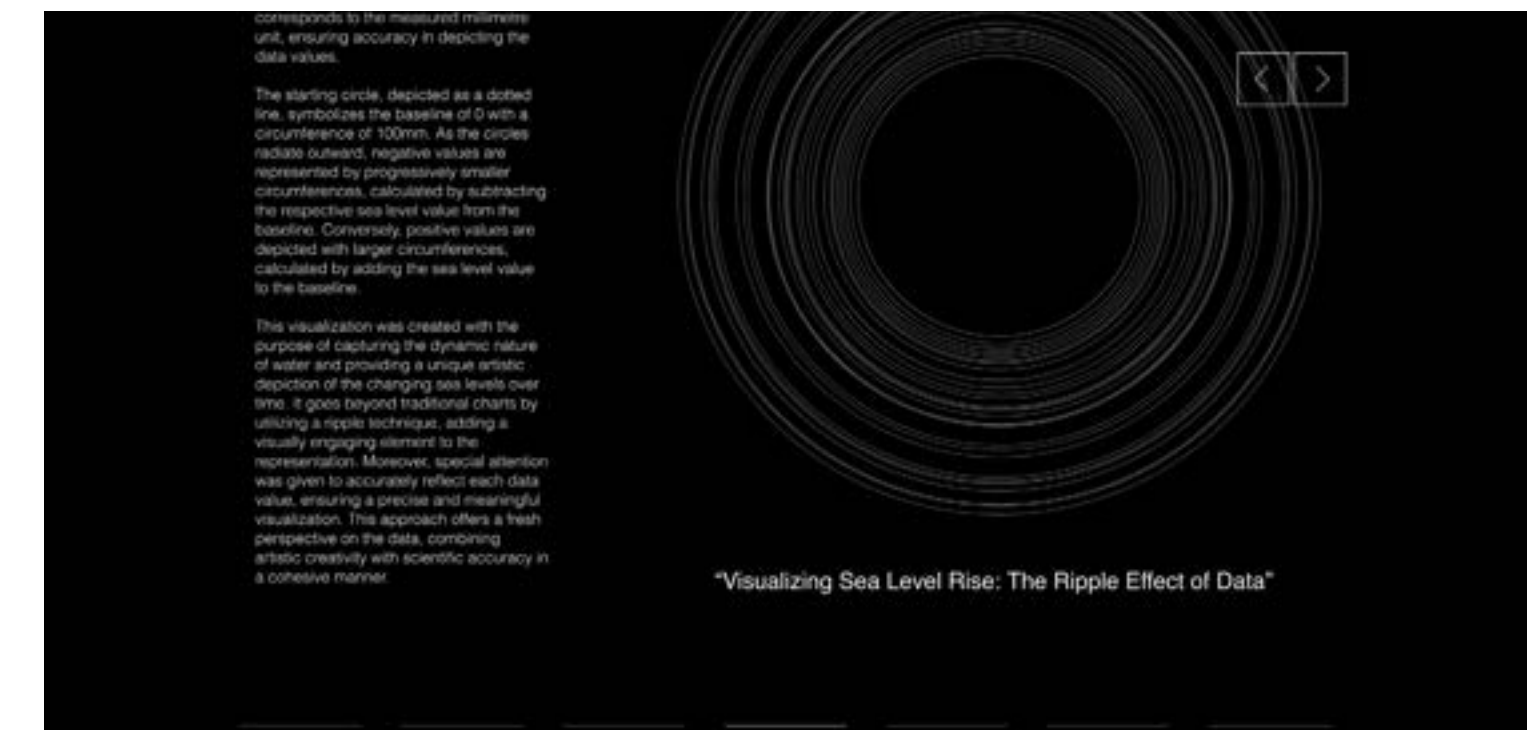 corresponds to the measured millimetre
unit, ensuring accuracy in depicting the
data values.
The starting circle, depicted as a dotted
line, symbolizes the baseline of 0 with a
circumference of 100mm. As the circles
radiate outward, negative values are
represented by progressively smaller
circumferences, calculated by subtracting
the respective sea level value from the
baseline. Conversely, positive values are
depicted with larger circumferences,
calculated by adding the sea level value
to the baseline.
This visualization was created with the
purpose of capturing the dynamic nature
of water and providing a unique artistic
depiction of the changing sea levels over
time. It goes beyond traditional charts by
utilizing a ripple technique, adding a
visually engaging element to the
representation. Moreover, special attention
was given to accurately reflect each data
value, ensuring a precise and meaningful
visualization. This approach offers a fresh
perspective on the data, combining
artistic creativity with scientific accuracy in
a cohesive manner.
“Visualizing Sea Level Rise: The Ripple Effect of Data”